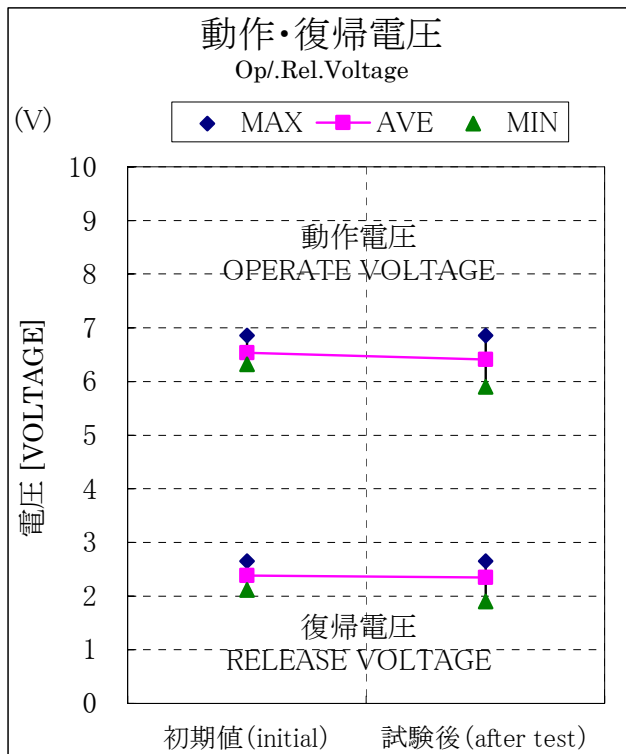 動作・復帰電圧
Op/.Rel.Voltage
(V)
MAX AVE MIN
10
9
動作電圧
OPERATE VOLTAGE
8
7
6
5
4
3
2
復帰電圧
RELEASE VOLTAGE
1
0
電圧 [VOLTAGE]
初期値(initial) 試験後(after test)